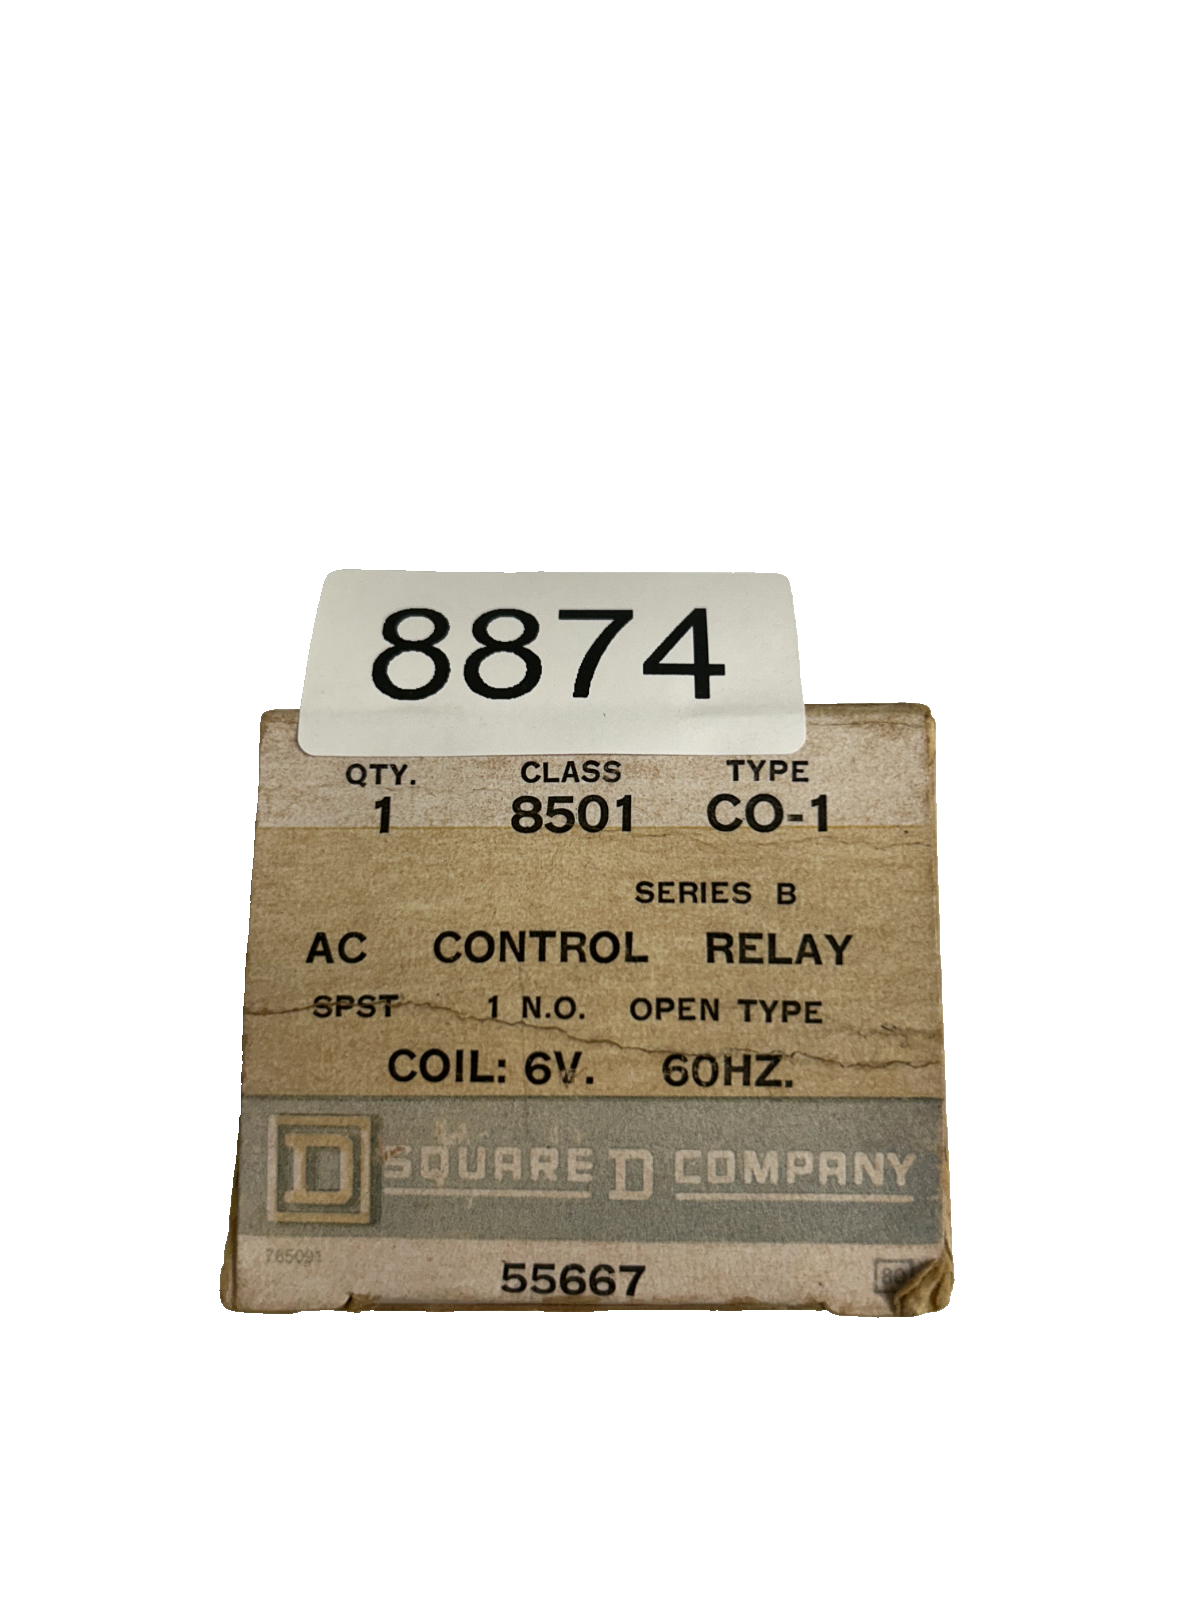 8874
QTY. CLASS TYPE
1 8501 CO-1
SERIES B
AC CONTROL RELAY
SPST 1 N.O. OPEN TYPE
COIL: 6V. 60HZ.
D SQUARE D COMPANY
765091
55667